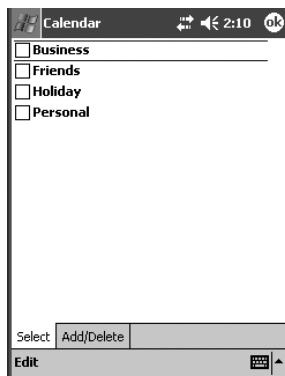 Calendar 2:10 ok
Business
Friends
Holiday
Personal
Select Add/Delete
Edit